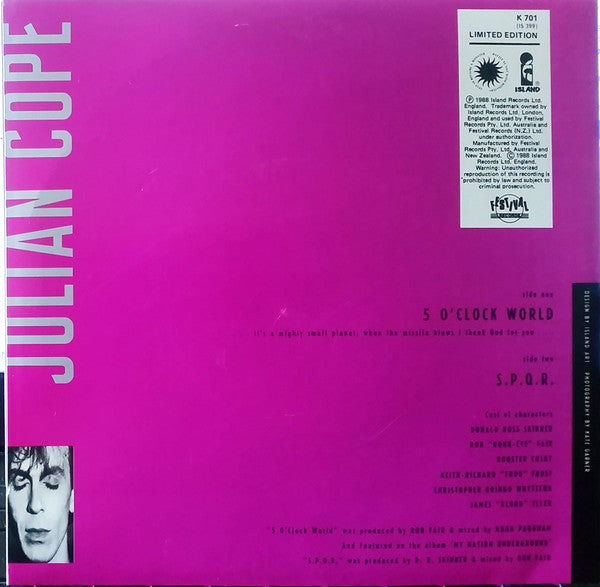 JULIAN COPE
K 701
(IS 399)
LIMITED EDITION
ISLAND
Ⓟ 1988 Island Records Ltd.
England. Trademark owned by
Island Records Ltd. London,
England and used by Festival
Records Pty. Ltd. Australia and
Festival Records (N.Z.) Ltd.
under authorization.
Manufactured by Festival
Records Pty. Ltd. Australia and
New Zealand. Ⓒ 1988 Island
Records Ltd. England.
Warning: Unauthorized
reproduction of this recording is
prohibited by law and subject to
criminal prosecution.
FESTIVAL
RECORDS
side one
5 O'CLOCK WORLD
it's a mighty small planet, when the missile blows i thank God for you . . .
side two
S.P.Q.R.
Cast of characters
DONALD ROSS SKINNER
RON "HAWK-EYE" FAIR
ROOSTER COSBY
KEITH-RICHARD "FROG" FROST
CHRISTOPHER-GRINGO WHITTEN
JAMES ELLER
"5 O'Clock World" was produced by RON FAIR & mixed by HUGH PADGHAM
And featured on the album 'MY NATION UNDERGROUND'
"S.P.Q.R." was produced by D. R. SKINNER & mixed by RON FAIR
DESIGN BY ISLAND ART PHOTOGRAPHY BY KATE GARNER